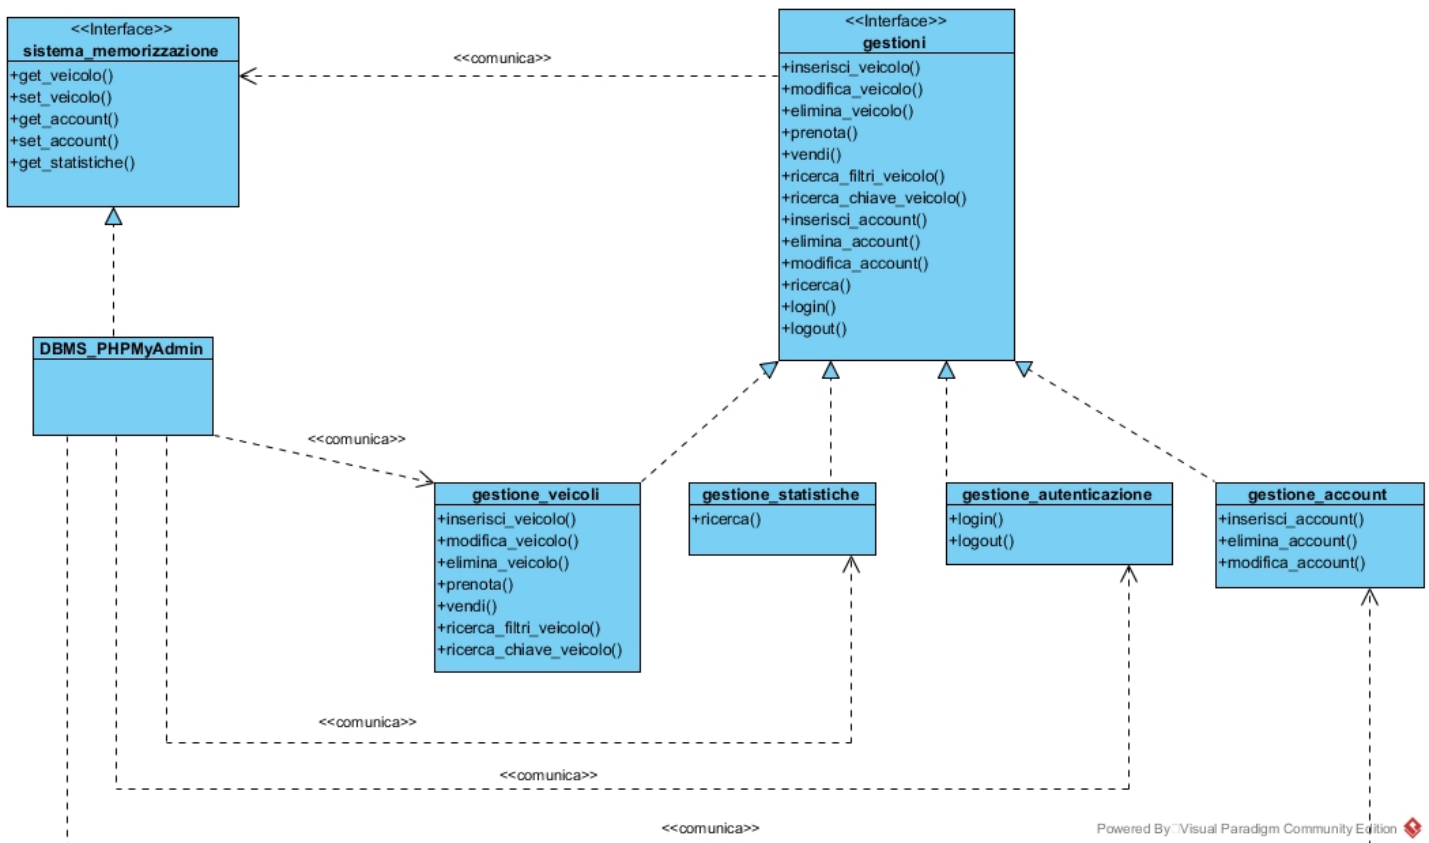 <<Interface>>
sistema_memorizzazione
+get_veicolo()
+set_veicolo()
+get_account()
+set_account()
+get_statistiche()
<<comunica>>
<<Interface>>
gestioni
+inserisci_veicolo()
+modifica_veicolo()
+elimina_veicolo()
+prenota()
+vendi()
+ricerca_filtri_veicolo()
+ricerca_chiave_veicolo()
+inserisci_account()
+elimina_account()
+modifica_account()
+ricerca()
+login()
+logout()
DBMS_PHPMyAdmin
<<comunica>>
gestione_veicoli
+inserisci_veicolo()
+modifica_veicolo()
+elimina_veicolo()
+prenota()
+vendi()
+ricerca_filtri_veicolo()
+ricerca_chiave_veicolo()
gestione_statistiche
+ricerca()
gestione_autenticazione
+login()
+logout()
gestione_account
+inserisci_account()
+elimina_account()
+modifica_account()
<<comunica>>
<<comunica>>
<<comunica>>
Powered By Visual Paradigm Community Edition